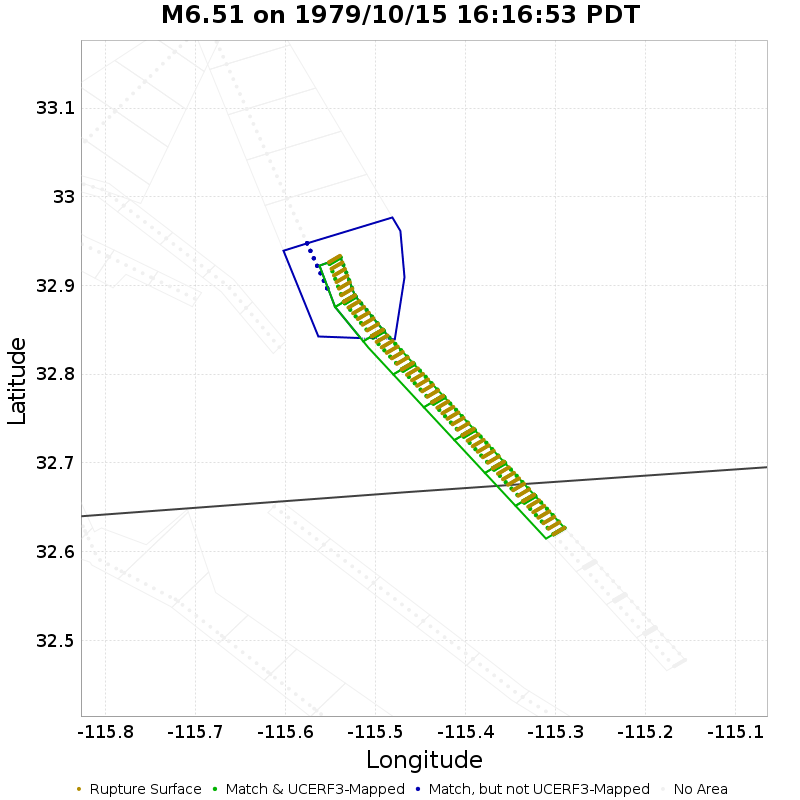 M6.51 on 1979/10/15 16:16:53 PDT
33.1
33
32.9
32.8
32.7
32.6
32.5
Latitude
-115.8 -115.7 -115.6 -115.5 -115.4 -115.3 -115.2 -115.1
Longitude
Rupture Surface Match & UCERF3-Mapped Match, but not UCERF3-Mapped No Area